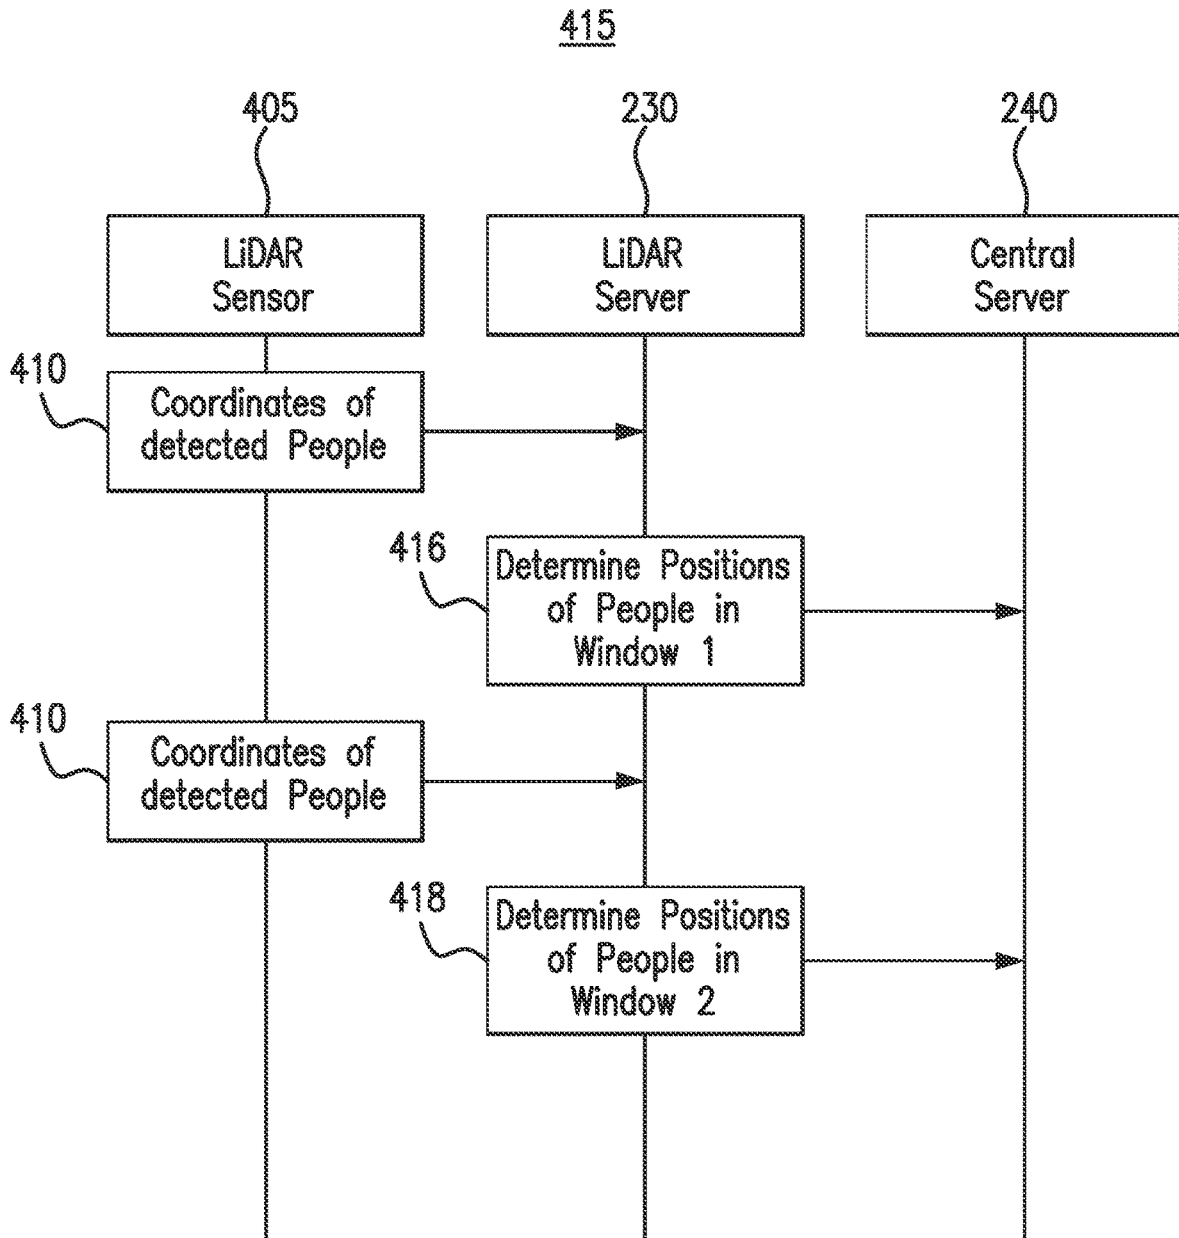 415
405
230
240
LiDAR
Sensor
LiDAR
Server
Central
Server
410
Coordinates of
detected People
416
Determine Positions
of People in
Window 1
410
Coordinates of
detected People
418
Determine Positions
of People in
Window 2